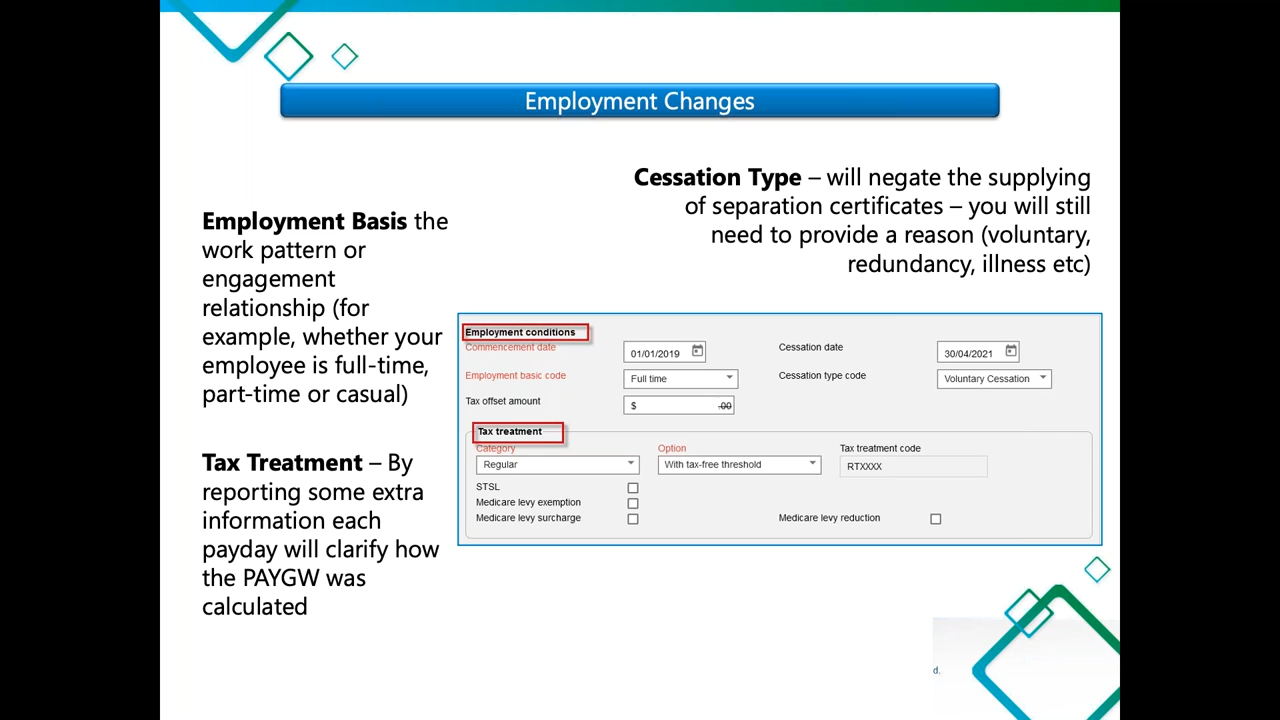 Employment Changes
Cessation Type – will negate the supplying
of separation certificates – you will still
need to provide a reason (voluntary,
redundancy, illness etc)
Employment Basis the
work pattern or
engagement
relationship (for
example, whether your
employee is full-time,
part-time or casual)
Tax Treatment – By
reporting some extra
information each
payday will clarify how
the PAYGW was
calculated
Employment conditions
Commencement date 01/01/2019 Cessation date 30/04/2021
Employment basic code Full time Cessation type code Voluntary Cessation
Tax offset amount $ .00
Tax treatment
Category Option Tax treatment code
Regular With tax-free threshold RTXXXX
STSL
Medicare levy exemption
Medicare levy surcharge Medicare levy reduction
d.